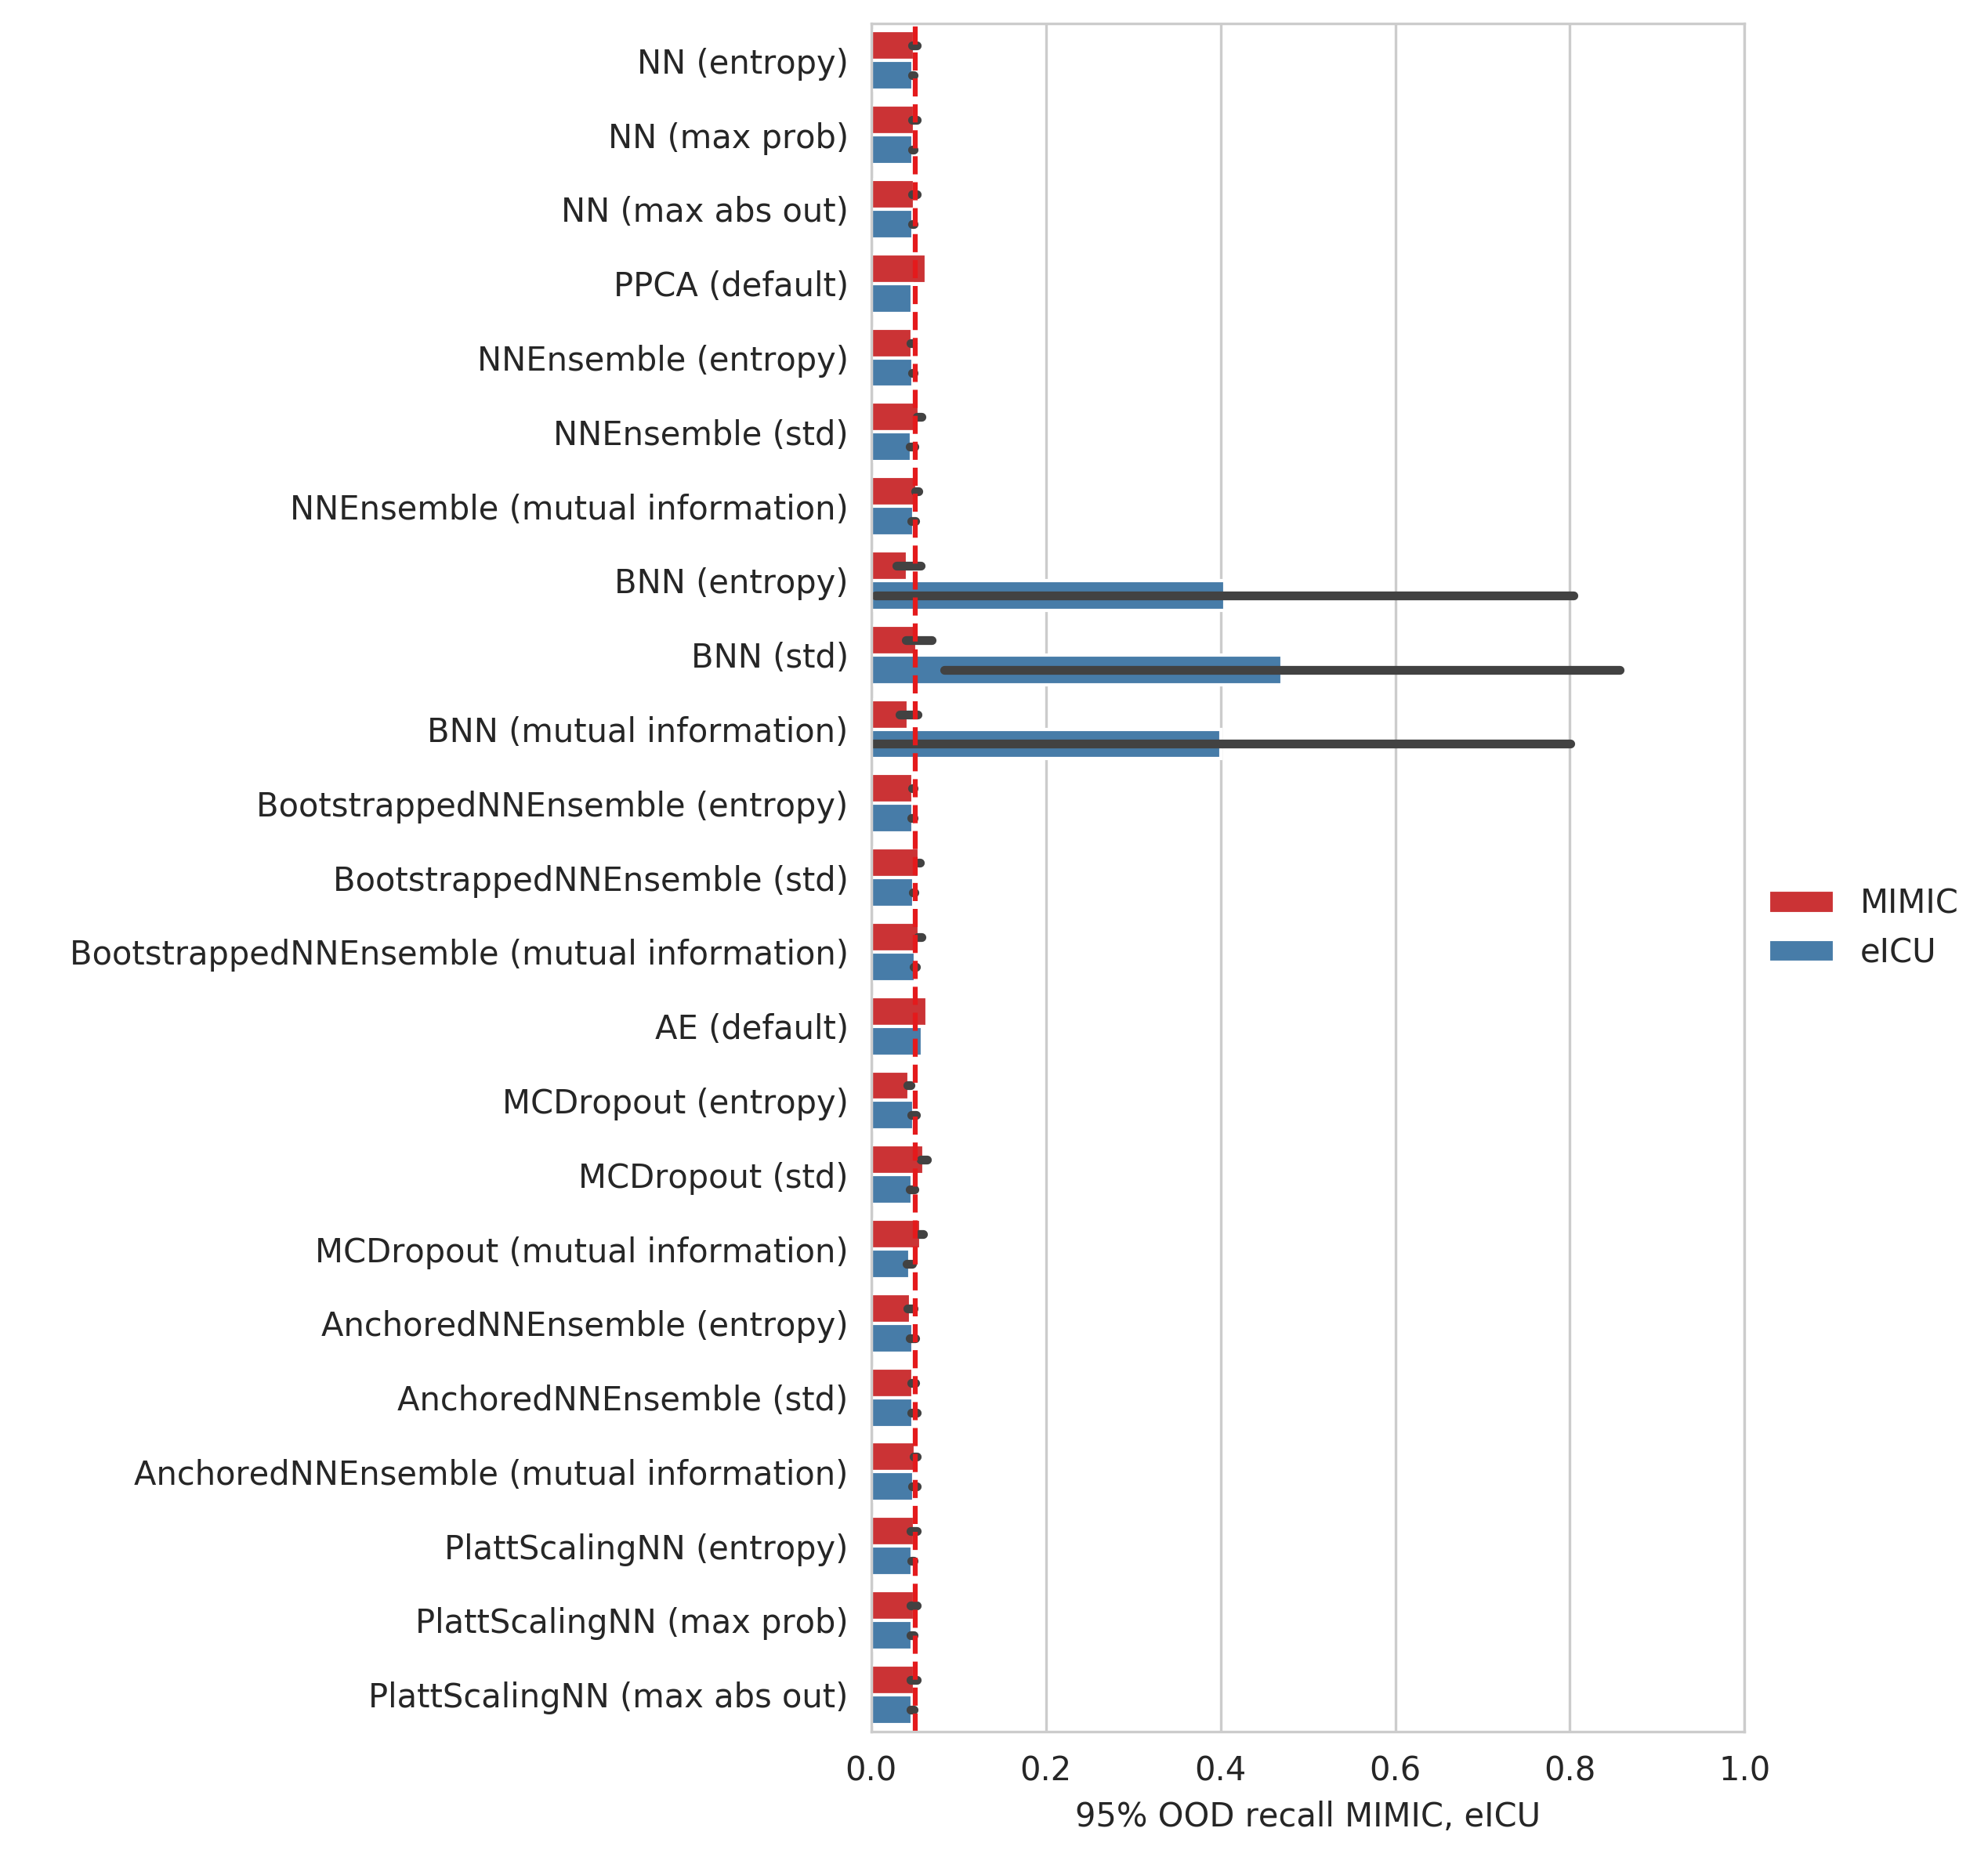 NN (entropy)
NN (max prob)
NN (max abs out)
PPCA (default)
NNEnsemble (entropy)
NNEnsemble (std)
NNEnsemble (mutual information)
BNN (entropy)
BNN (std)
BNN (mutual information)
BootstrappedNNEnsemble (entropy)
BootstrappedNNEnsemble (std)
BootstrappedNNEnsemble (mutual information)
AE (default)
MCDropout (entropy)
MCDropout (std)
MCDropout (mutual information)
AnchoredNNEnsemble (entropy)
AnchoredNNEnsemble (std)
AnchoredNNEnsemble (mutual information)
PlattScalingNN (entropy)
PlattScalingNN (max prob)
PlattScalingNN (max abs out)
0.0 0.2 0.4 0.6 0.8 1.0
95% OOD recall MIMIC, eICU
MIMIC
eICU